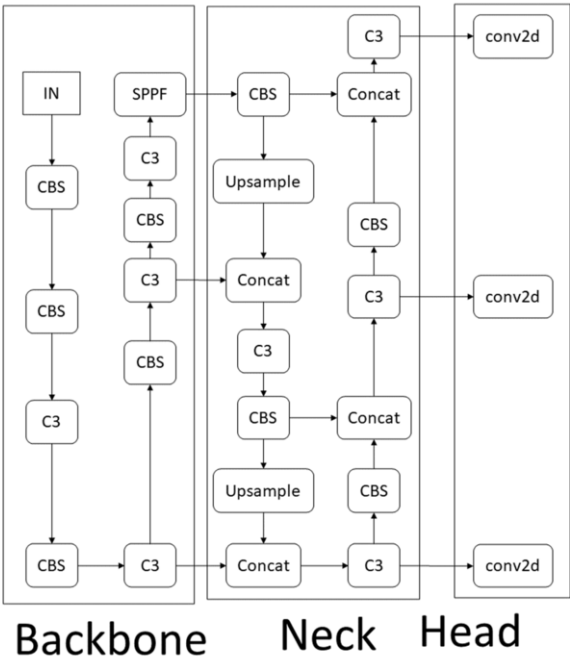 IN
CBS
CBS
C3
CBS
SPPF
C3
CBS
C3
CBS
C3
CBS
Upsample
Concat
C3
CBS
Upsample
Concat
C3
Concat
CBS
C3
Concat
CBS
C3
conv2d
conv2d
conv2d
Backbone
Neck
Head